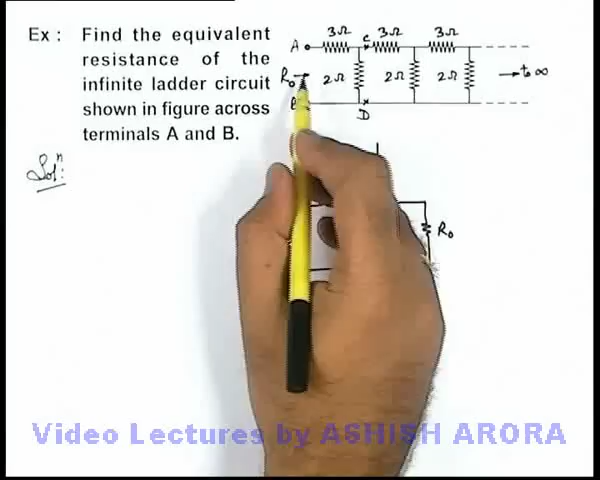 Ex : Find the equivalent
resistance of the
infinite ladder circuit
shown in figure across
terminals A and B.
Solⁿ:
3Ω 3Ω 3Ω
A C
R₀ 2Ω 2Ω 2Ω to ∞
B D
R₀
Video Lectures by ASHISH ARORA